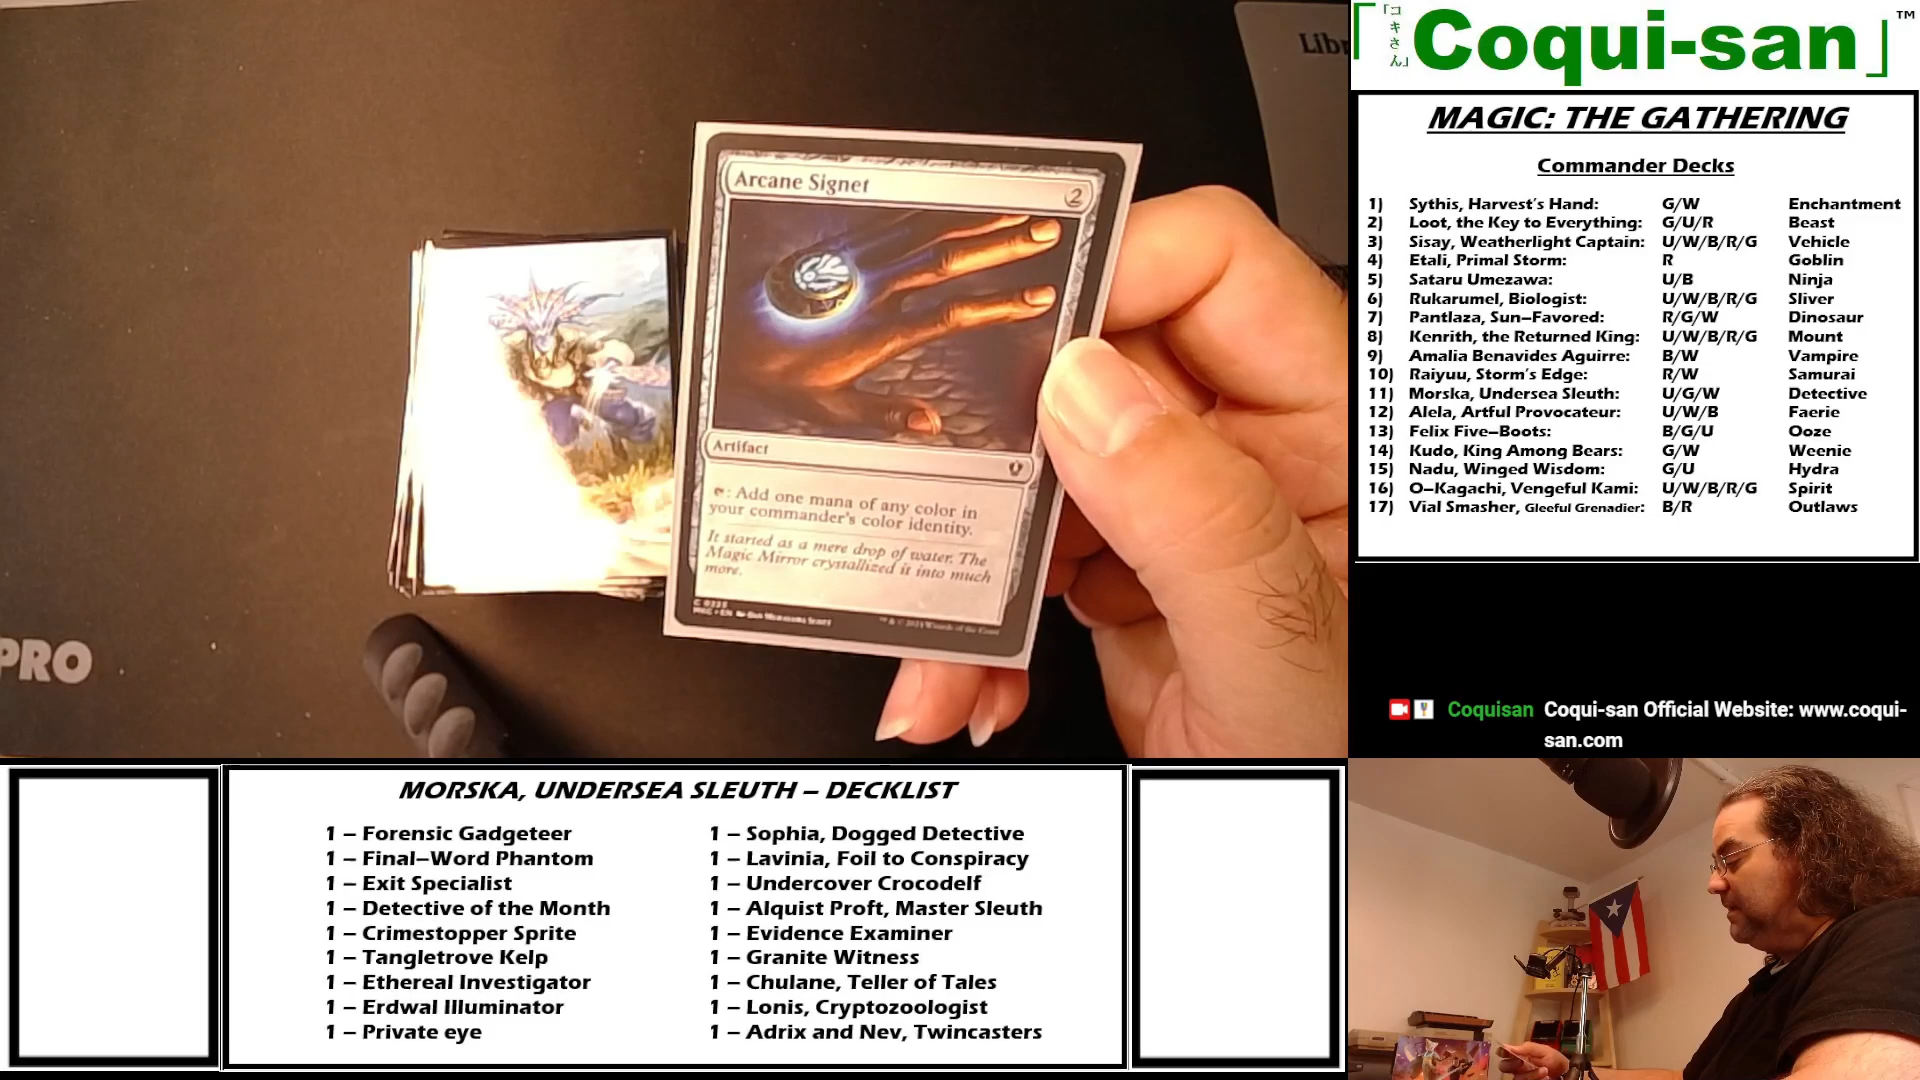 Arcane Signet
2
Artifact
: Add one mana of any color in
your commander's color identity.
It started as a mere drop of water. The
Magic Mirror crystallized it into much
more.
PRO
Libr
「コキさん」
「Coqui-san」™
MAGIC: THE GATHERING
Commander Decks
1) Sythis, Harvest's Hand: G/W Enchantment
2) Loot, the Key to Everything: G/U/R Beast
3) Sisay, Weatherlight Captain: U/W/B/R/G Vehicle
4) Etali, Primal Storm: R Goblin
5) Sataru Umezawa: U/B Ninja
6) Rukarumel, Biologist: U/W/B/R/G Sliver
7) Pantlaza, Sun-Favored: R/G/W Dinosaur
8) Kenrith, the Returned King: U/W/B/R/G Mount
9) Amalia Benavides Aguirre: B/W Vampire
10) Raiyuu, Storm's Edge: R/W Samurai
11) Morska, Undersea Sleuth: U/G/W Detective
12) Alela, Artful Provocateur: U/W/B Faerie
13) Felix Five-Boots: B/G/U Ooze
14) Kudo, King Among Bears: G/W Weenie
15) Nadu, Winged Wisdom: G/U Hydra
16) O-Kagachi, Vengeful Kami: U/W/B/R/G Spirit
17) Vial Smasher, Gleeful Grenadier: B/R Outlaws
Coquisan Coqui-san Official Website: www.coqui-
san.com
MORSKA, UNDERSEA SLEUTH – DECKLIST
1 – Forensic Gadgeteer
1 – Final-Word Phantom
1 – Exit Specialist
1 – Detective of the Month
1 – Crimestopper Sprite
1 – Tangletrove Kelp
1 – Ethereal Investigator
1 – Erdwal Illuminator
1 – Private eye
1 – Sophia, Dogged Detective
1 – Lavinia, Foil to Conspiracy
1 – Undercover Crocodelf
1 – Alquist Proft, Master Sleuth
1 – Evidence Examiner
1 – Granite Witness
1 – Chulane, Teller of Tales
1 – Lonis, Cryptozoologist
1 – Adrix and Nev, Twincasters